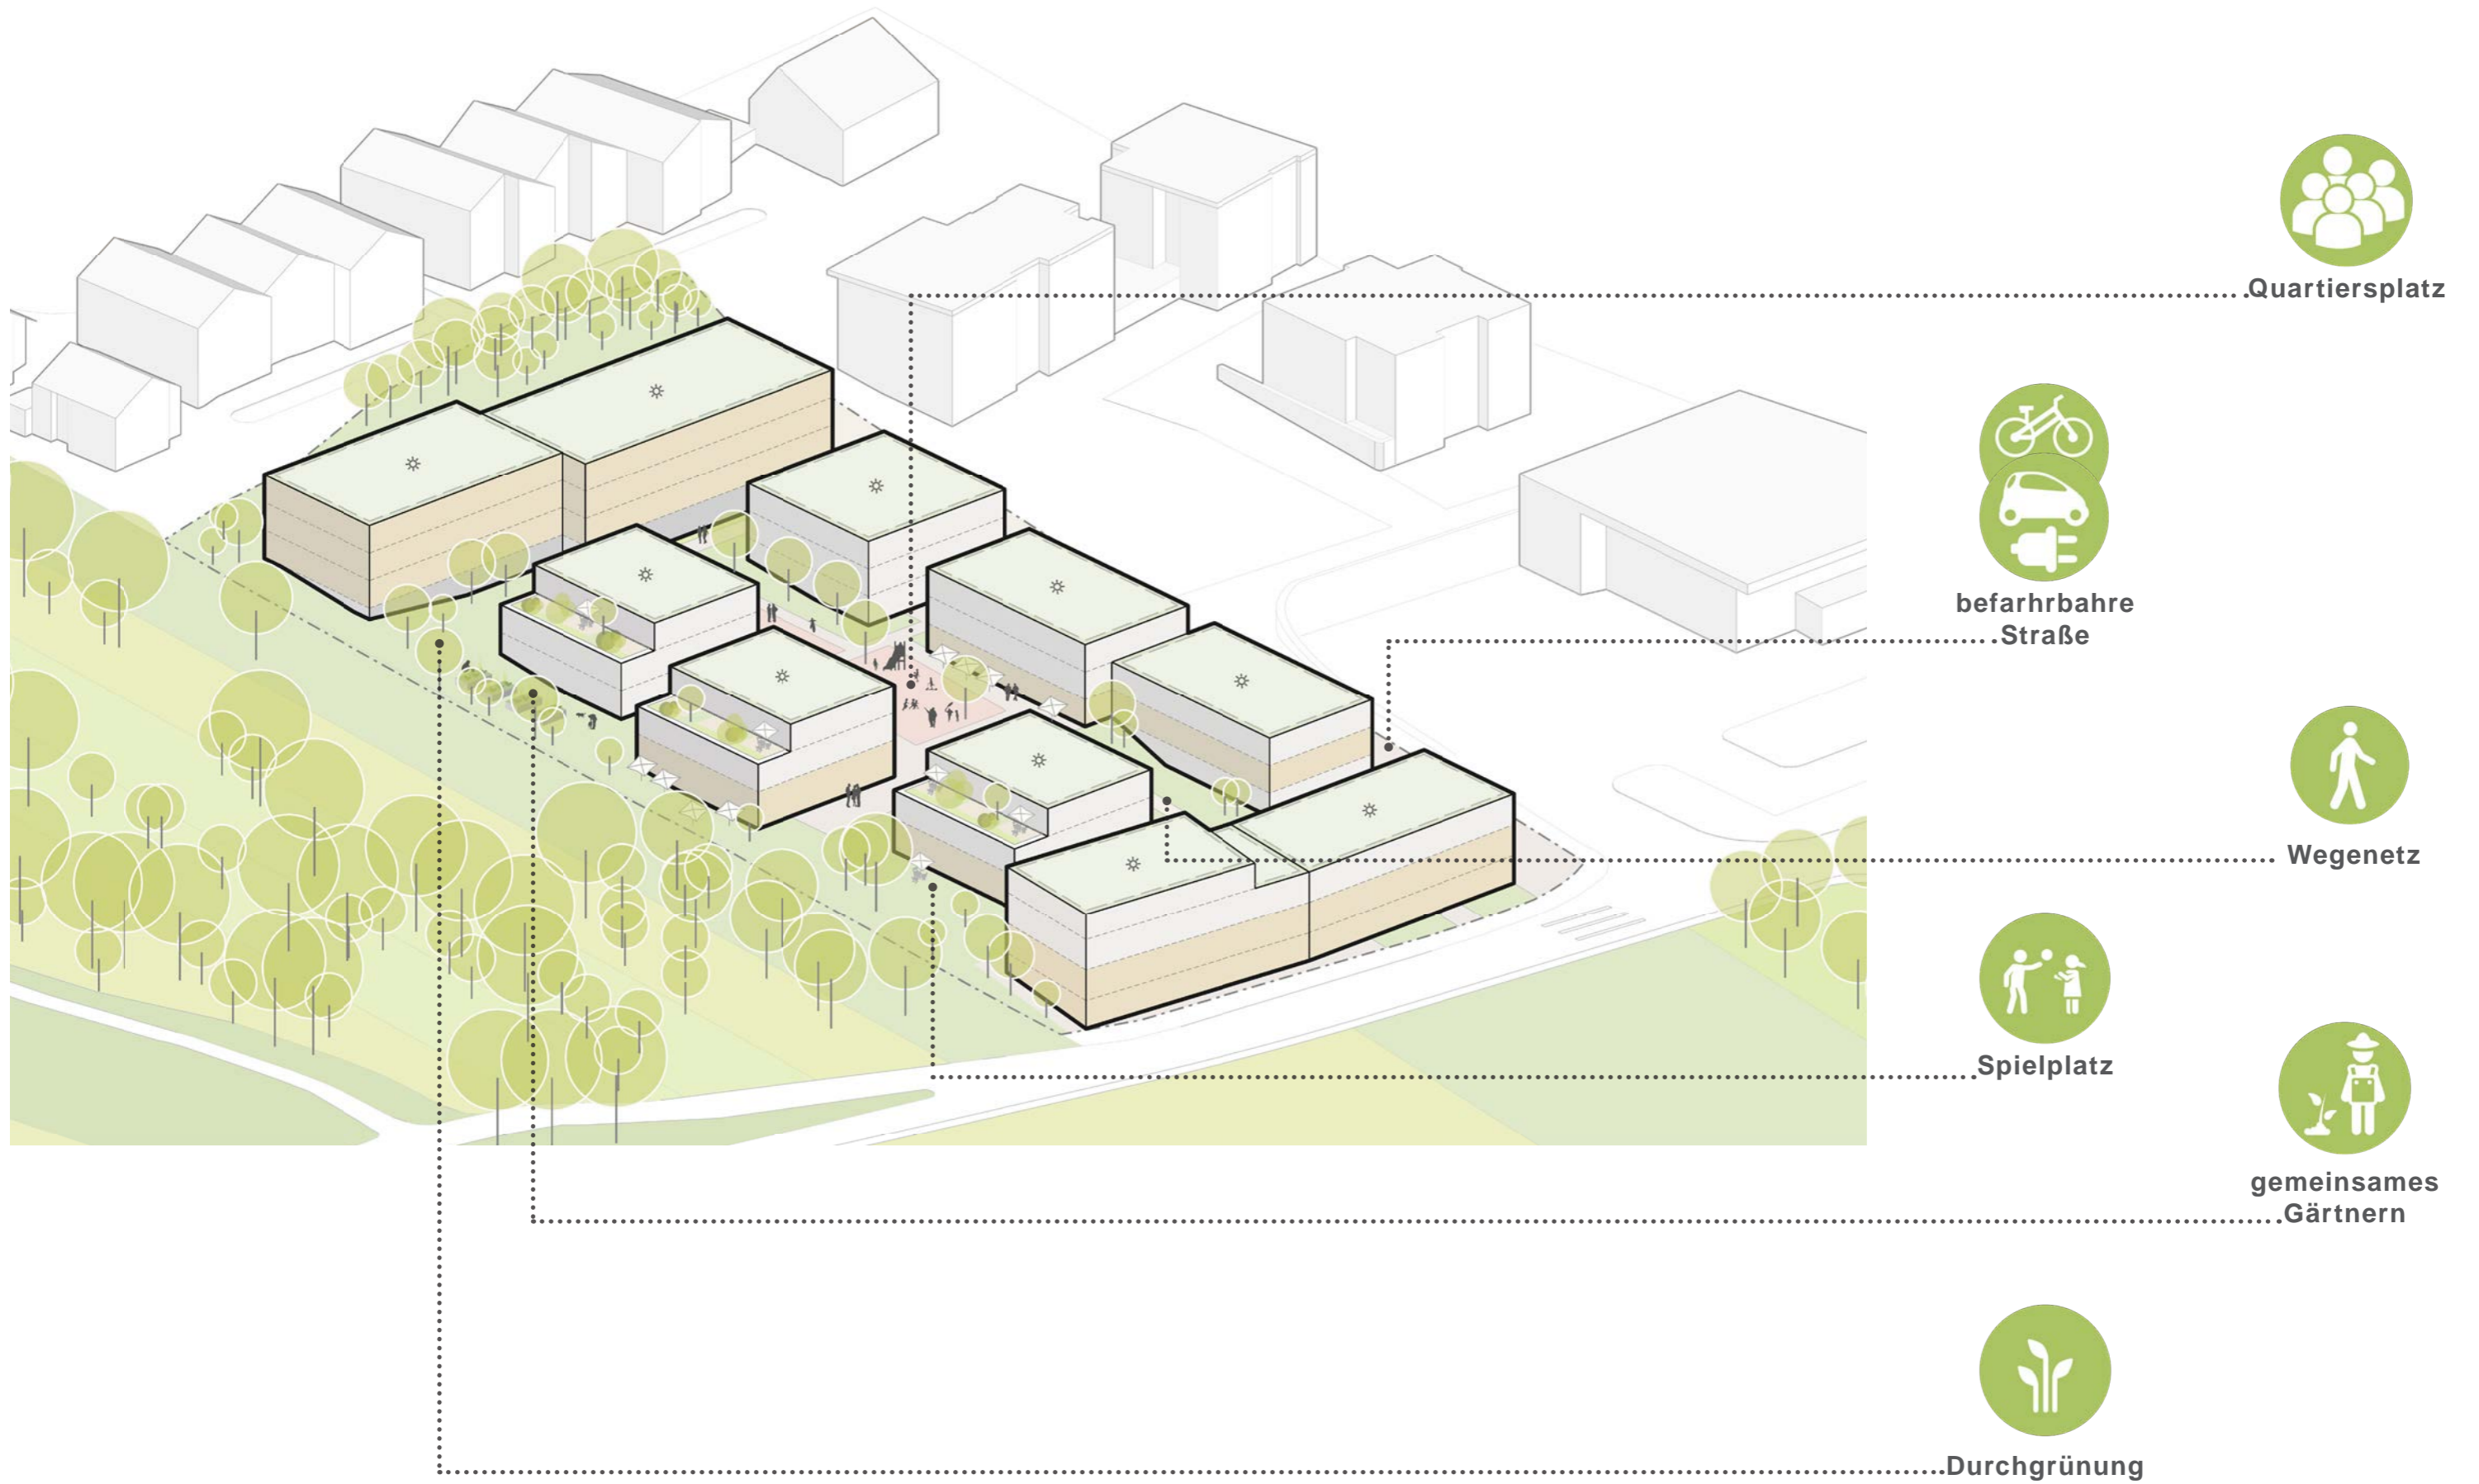 Quartiersplatz
befarhrbahre
Straße
Wegenetz
Spielplatz
gemeinsames
Gärtnern
Durchgrünung